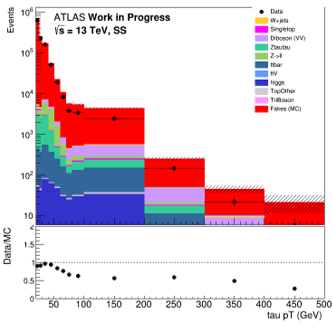 Events
10⁶
10⁵
10⁴
10³
10²
10
ATLAS Work in Progress
√s = 13 TeV, SS
Data
W+jets
Singletop
Diboson (VV)
Ztautau
Z->ll
ttbar
ttV
higgs
TopOther
TriBoson
Fakes (MC)
Data/MC
2
1.5
1
0.5
0
50 100 150 200 250 300 350 400 450 500
tau pT (GeV)